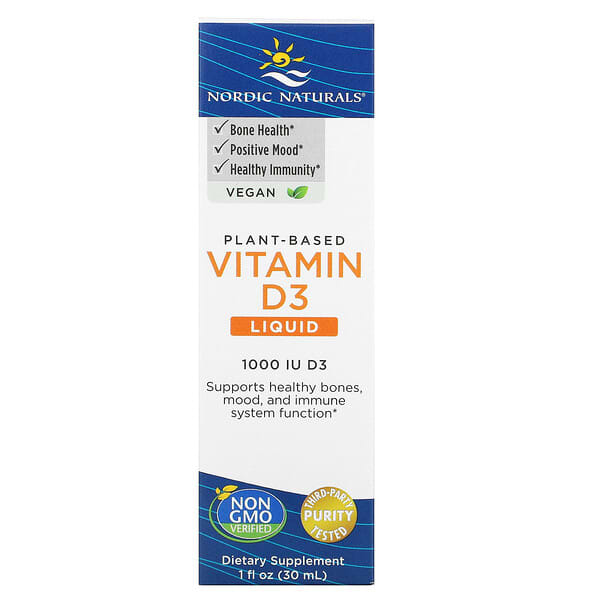 NORDIC NATURALS®
Bone Health*
Positive Mood*
Healthy Immunity*
VEGAN
PLANT-BASED
VITAMIN
D3
LIQUID
1000 IU D3
Supports healthy bones,
mood, and immune
system function*
NON
GMO
VERIFIED
THIRD-PARTY
PURITY
TESTED
Dietary Supplement
1 fl oz (30 mL)